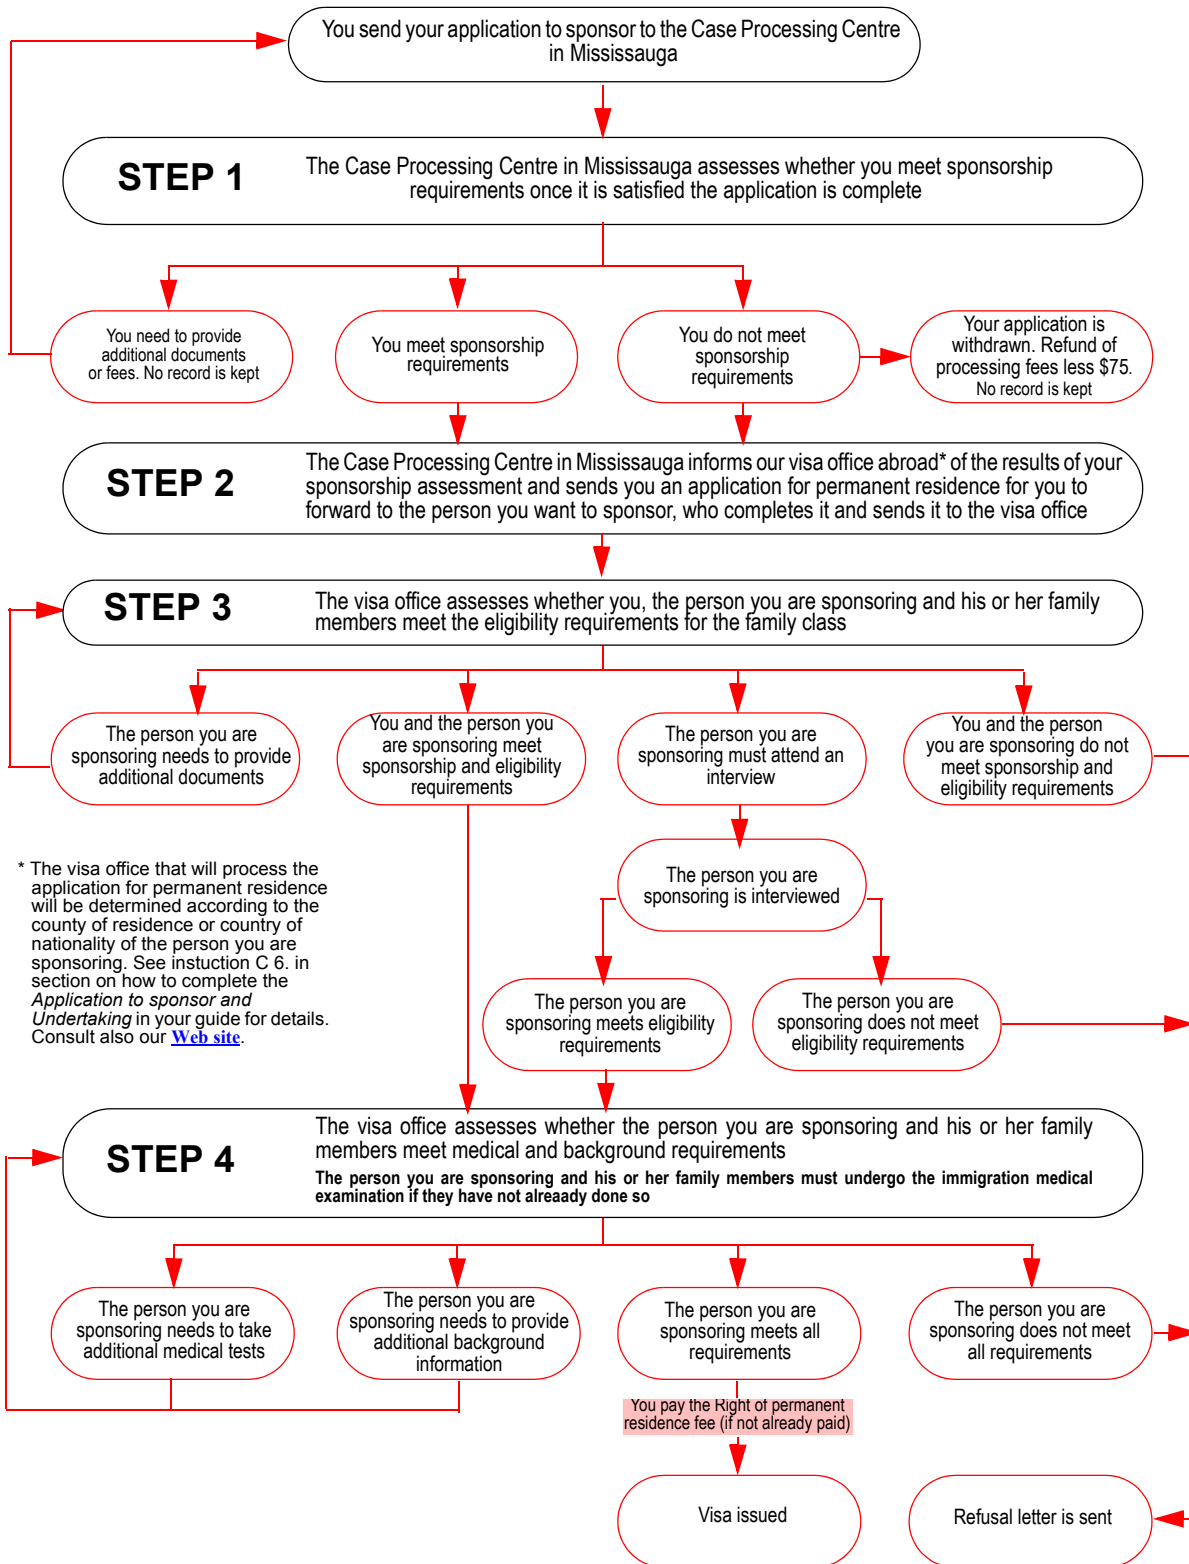 You send your application to sponsor to the Case Processing Centre
in Mississauga
STEP 1
The Case Processing Centre in Mississauga assesses whether you meet sponsorship
requirements once it is satisfied the application is complete
You need to provide
additional documents
or fees. No record is kept
You meet sponsorship
requirements
You do not meet
sponsorship
requirements
Your application is
withdrawn. Refund of
processing fees less $75.
No record is kept
STEP 2
The Case Processing Centre in Mississauga informs our visa office abroad* of the results of your
sponsorship assessment and sends you an application for permanent residence for you to
forward to the person you want to sponsor, who completes it and sends it to the visa office
STEP 3
The visa office assesses whether you, the person you are sponsoring and his or her family
members meet the eligibility requirements for the family class
The person you are
sponsoring needs to provide
additional documents
You and the person you
are sponsoring meet
sponsorship and eligibility
requirements
The person you are
sponsoring must attend an
interview
You and the person
you are sponsoring do not
meet sponsorship and
eligibility requirements
* The visa office that will process the
application for permanent residence
will be determined according to the
county of residence or country of
nationality of the person you are
sponsoring. See instuction C 6. in
section on how to complete the
Application to sponsor and
Undertaking in your guide for details.
Consult also our Web site.
The person you are
sponsoring is interviewed
The person you are
sponsoring meets eligibility
requirements
The person you are
sponsoring does not meet
eligibility requirements
STEP 4
The visa office assesses whether the person you are sponsoring and his or her family
members meet medical and background requirements
The person you are sponsoring and his or her family members must undergo the immigration medical
examination if they have not alreaady done so
The person you are
sponsoring needs to take
additional medical tests
The person you are
sponsoring needs to provide
additional background
information
The person you are
sponsoring meets all
requirements
The person you are
sponsoring does not meet
all requirements
You pay the Right of permanent
residence fee (if not already paid)
Visa issued
Refusal letter is sent